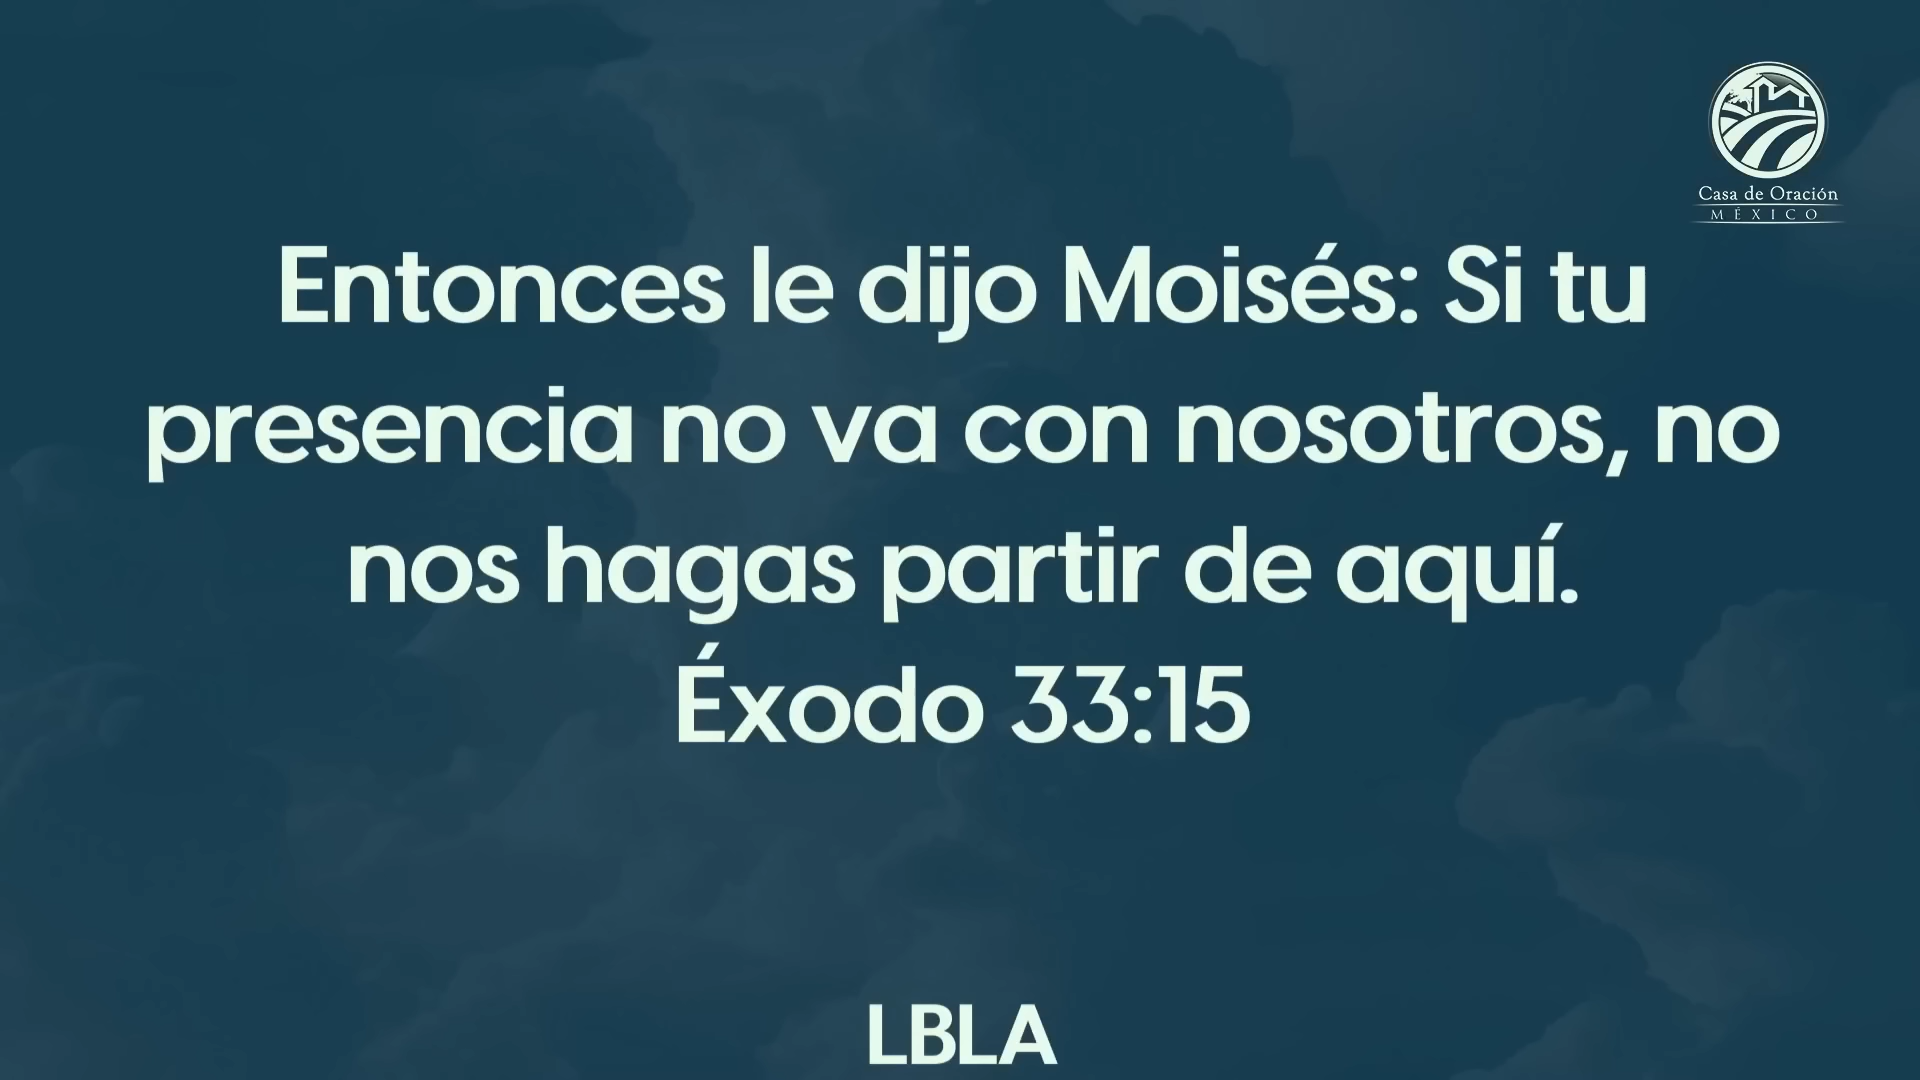 Casa de Oración
MÉXICO
Entonces le dijo Moisés: Si tu
presencia no va con nosotros, no
nos hagas partir de aquí.
Éxodo 33:15
LBLA